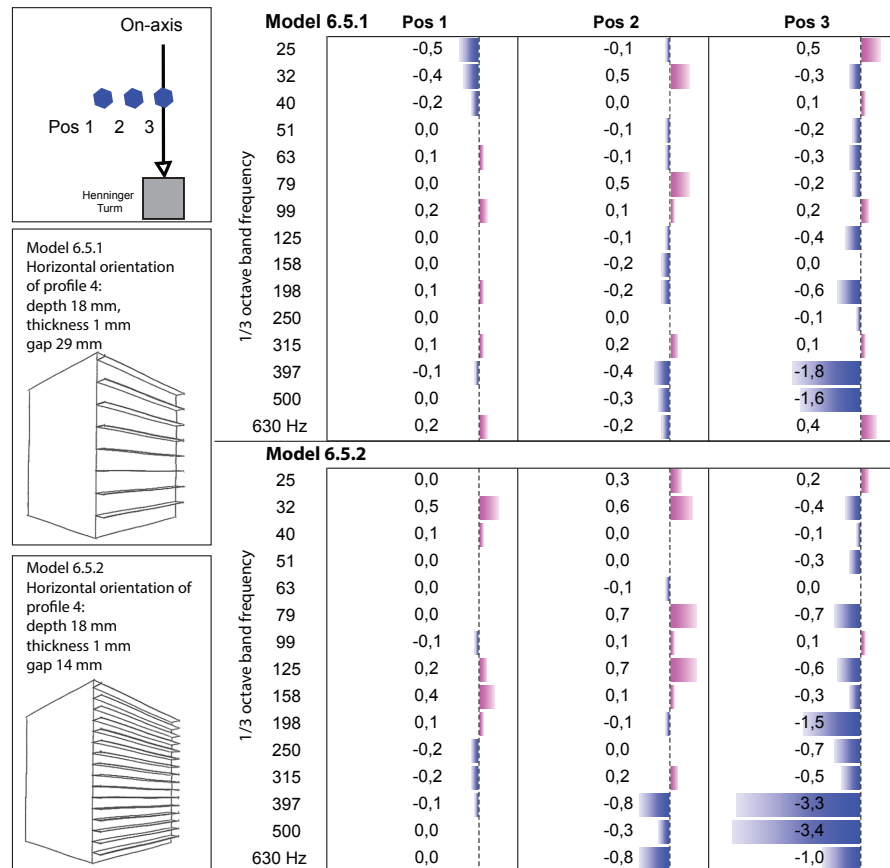 On-axis
Pos 1 2 3
Henninger
Turm
Model 6.5.1
Horizontal orientation
of profile 4:
depth 18 mm,
thickness 1 mm
gap 29 mm
Model 6.5.2
Horizontal orientation of
profile 4:
depth 18 mm
thickness 1 mm
gap 14 mm
Model 6.5.1 Pos 1 Pos 2 Pos 3
1/3 octave band frequency
25 -0,5 -0,1 0,5
32 -0,4 0,5 -0,3
40 -0,2 0,0 0,1
51 0,0 -0,1 -0,2
63 0,1 -0,1 -0,3
79 0,0 0,5 -0,2
99 0,2 0,1 0,2
125 0,0 -0,1 -0,4
158 0,0 -0,2 0,0
198 0,1 -0,2 -0,6
250 0,0 0,0 -0,1
315 0,1 0,2 0,1
397 -0,1 -0,4 -1,8
500 0,0 -0,3 -1,6
630 Hz 0,2 -0,2 0,4
Model 6.5.2
1/3 octave band frequency
25 0,0 0,3 0,2
32 0,5 0,6 -0,4
40 0,1 0,0 -0,1
51 0,0 0,0 -0,3
63 0,0 -0,1 0,0
79 0,0 0,7 -0,7
99 -0,1 0,1 0,1
125 0,2 0,7 -0,6
158 0,4 0,1 -0,3
198 0,1 -0,1 -1,5
250 -0,2 0,0 -0,7
315 -0,2 0,2 -0,5
397 -0,1 -0,8 -3,3
500 0,0 -0,3 -3,4
630 Hz 0,0 -0,8 -1,0